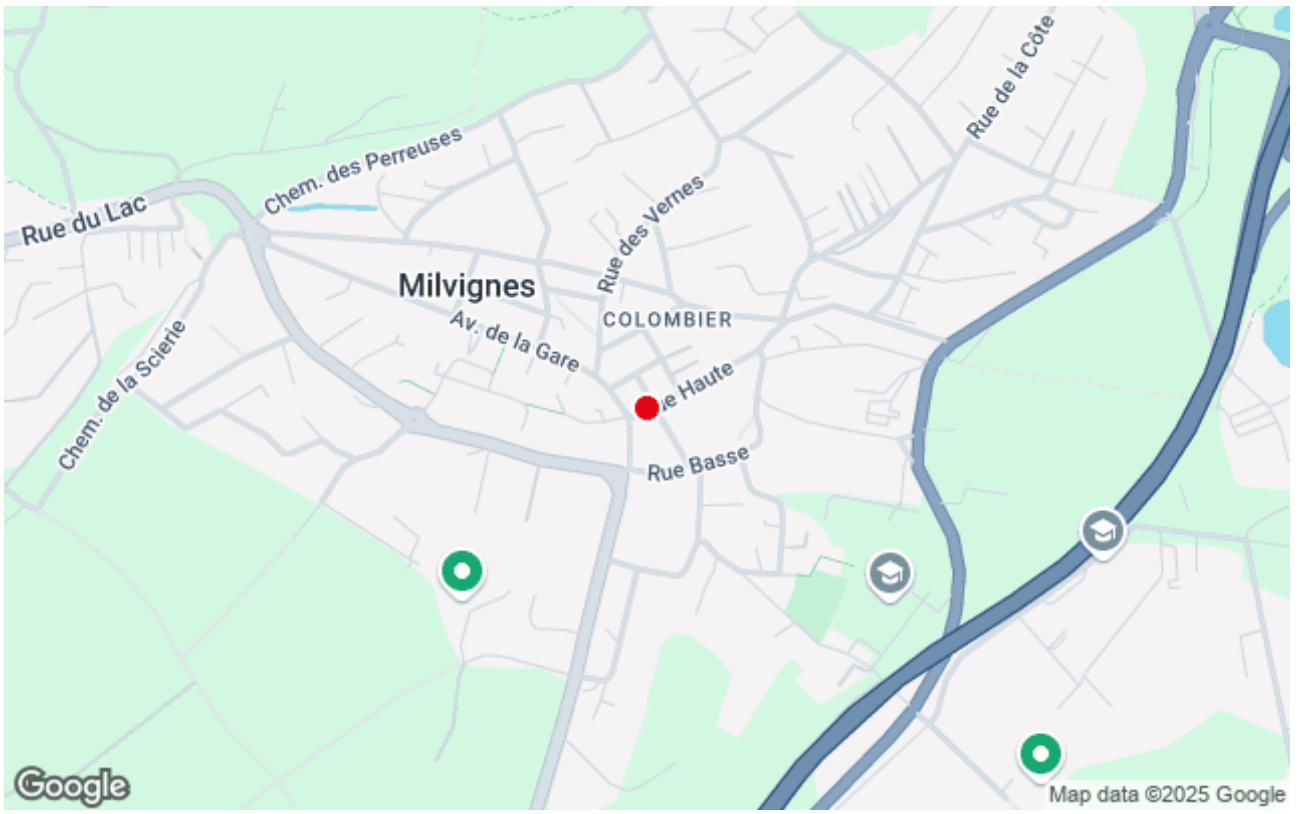 Rue de la Côte
Chem. des Perreuses
Rue du Lac
Rue des Vernes
Milvignes
COLOMBIER
Av. de la Gare
Chem. de la Scierie
Haute
Rue Basse
Google
Map data ©2025 Google